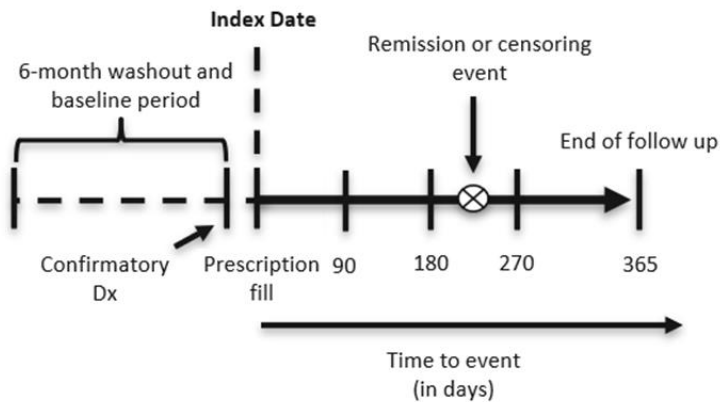 Index Date
6-month washout and
baseline period
Remission or censoring
event
End of follow up
Confirmatory
Dx
Prescription
fill
90
180
270
365
Time to event
(in days)